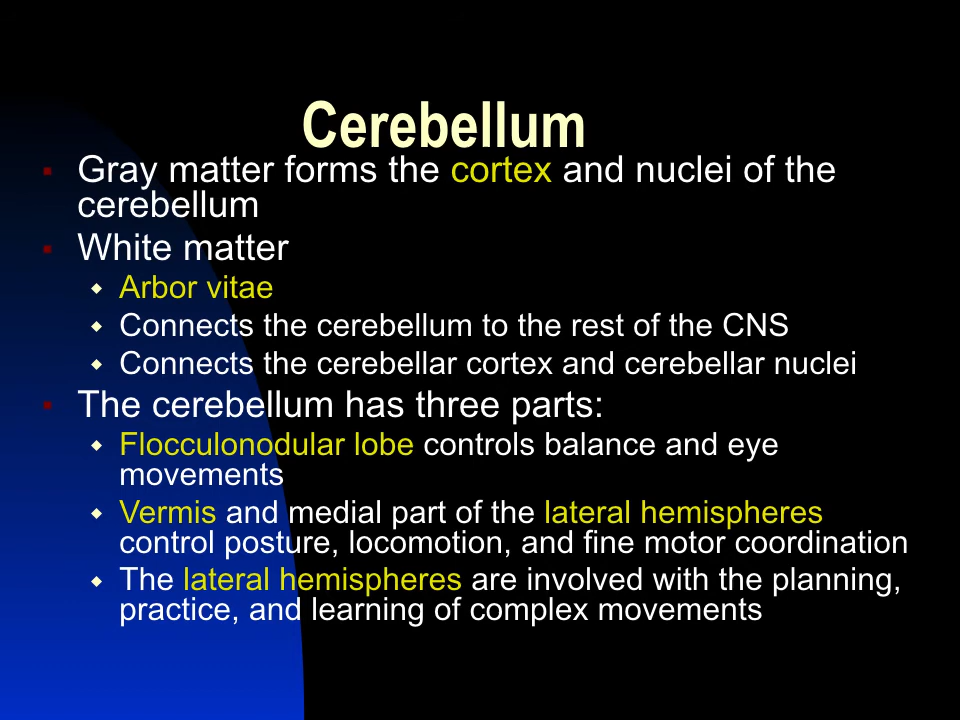 Cerebellum
Gray matter forms the cortex and nuclei of the
cerebellum
White matter
Arbor vitae
Connects the cerebellum to the rest of the CNS
Connects the cerebellar cortex and cerebellar nuclei
The cerebellum has three parts:
Flocculonodular lobe controls balance and eye
movements
Vermis and medial part of the lateral hemispheres
control posture, locomotion, and fine motor coordination
The lateral hemispheres are involved with the planning,
practice, and learning of complex movements